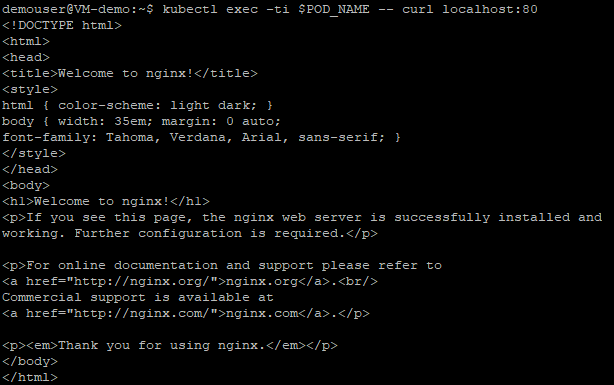 demouser@VM-demo:~$ kubectl exec -ti $POD_NAME -- curl localhost:80
<!DOCTYPE html>
<html>
<head>
<title>Welcome to nginx!</title>
<style>
html { color-scheme: light dark; }
body { width: 35em; margin: 0 auto;
font-family: Tahoma, Verdana, Arial, sans-serif; }
</style>
</head>
<body>
<h1>Welcome to nginx!</h1>
<p>If you see this page, the nginx web server is successfully installed and
working. Further configuration is required.</p>

<p>For online documentation and support please refer to
<a href="http://nginx.org/">nginx.org</a>.<br/>
Commercial support is available at
<a href="http://nginx.com/">nginx.com</a>.</p>

<p><em>Thank you for using nginx.</em></p>
</body>
</html>